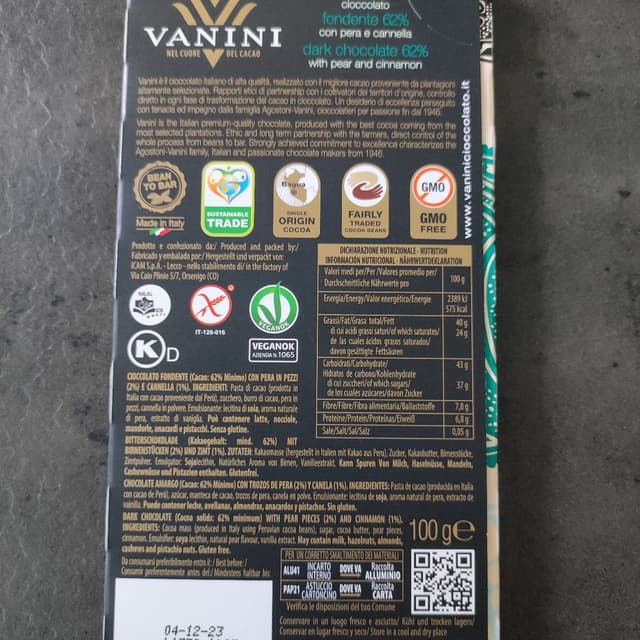 VANINI
NEL CUORE DEL CACAO
cioccolato
fondente 62%
con pera e cannella
dark chocolate 62%
with pear and cinnamon
Vanini è il cioccolato italiano di alta qualità, realizzato con il migliore cacao proveniente da plantagioni
altamente selezionate. Rapporti etici di partnership con i coltivatori dei territori d'origine, controllo
diretto in ogni fase di trasformazione del cacao in cioccolato. Un desiderio di eccellenza perseguito
con tenacia ed impegno dalla famiglia Agostoni-Vanini, cioccolatieri per passione fin dal 1946.
Vanini is the Italian premium-quality chocolate, produced with the best cocoa coming from the
most selected plantations. Ethic and long term partnership with the farmers, direct control of the
whole process from beans to bar. Strongly achieved commitment to excellence characterizes the
Agostoni-Vanini family, Italian and passionate chocolate makers from 1946.
www.vaninicioccolato.it
BEAN
TO BAR
Made in Italy
SUSTAINABLE
TRADE
Bagua
SINGLE
ORIGIN
COCOA
FAIRLY
TRADED
COCOA BEANS
GMO
GMO
FREE
Prodotto e confezionato da:/ Produced and packed by:/
Fabricado y embalado por:/ Hergestellt und verpackt von:
ICAM S.p.A. - Lecco - nello stabilimento di/ in the factory of
Via Caio Plinio 5/7, Orsenigo (CO)
HALAL
IT-126-016
VEGANOK
K D
VEGANOK
AZIENDA N. 1065
DICHIARAZIONE NUTRIZIONALE - NUTRITION
INFORMACIÓN NUTRICIONAL - NÄHRWERTDEKLARATION
Valori medi per/Per /Valores promedio per/
Durchschnittliche Nährwerte pro
100 g
Energia/Energy/Valor energético/Energie 2389 kJ
575 kcal
Grassi/Fat/Grasa total/Fett 40 g
di cui acidi grassi saturi/of which saturates/ 24 g
de las cuales ácidos grasos saturados/
davon gesättigte Fettsäuren
Carboidrati/Carbohydrate/ 43 g
Hidratos de carbono/Kohlenhydrate
di cui zuccheri/of which sugars/ 37 g
de los cuales azúcares/davon Zucker
Fibre/Fibre/Fibra alimentaria/Ballaststoffe 7,8 g
Proteine/Protein/Proteínas/Eiweiß 6,8 g
Sale/Salt/Sal/Salz 0,05 g
CIOCCOLATO FONDENTE (Cacao: 62% Minimo) CON PERA IN PEZZI
(2%) E CANNELLA (1%). INGREDIENTI: Pasta di cacao (prodotta in
Italia con cacao proveniente dal Perù), zucchero, burro di cacao, pera in
pezzi, cannella in polvere. Emulsionante: lecitina di soia, aroma naturale
di pera, estratto di vaniglia. Può contenere latte, nocciole,
mandorle, anacardi e pistacchi. Senza glutine.
BITTERSCHOKOLADE (Kakaogehalt: mind. 62%) MIT
BIRNENSTÜCKEN (2%) UND ZIMT (1%). ZUTATEN: Kakaomasse (hergestellt in Italien mit Kakao aus Peru), Zucker, Kakaobutter, Birnenstücke,
Zimtpulver. Emulgator: Sojalecithin, Natürliches Aroma von Birnen, Vanilleextrakt. Kann Spuren Von Milch, Haselnüsse, Mandeln,
Cashewnüsse und Pistazien enthalten. Glutenfrei.
CHOCOLATE AMARGO (Cacao: 62% Minimo) CON TROZOS DE PERA (2%) Y CANELA (1%). INGREDIENTES: Pasta de cacao (producida en Italia
con cacao de Perú), azúcar, manteca de cacao, trozos de pera, canela en polvo. Emulsionante: lecitina de soja, aroma natural de pera, extracto de
vainilla. Puede contener leche, avellanas, almendras, anacardos y pistachos. Sin gluten.
DARK CHOCOLATE (Cocoa solids: 62% minimum) WITH PEAR PIECES (2%) AND CINNAMON (1%).
INGREDIENTS: Cocoa mass (produced in Italy using Peruvian cocoa beans), sugar, cocoa butter, pear pieces,
cinnamon. Emulsifier: soya lecithin, natural pear flavour, vanilla extract. May contain milk, hazelnuts, almonds,
cashews and pistachio nuts. Gluten free.
100 g e
Da consumarsi preferibilmente entro il:/ Best before:/
Consumir preferentemente antes del:/ Mindestens haltbar bis:
04-12-23
PER UN CORRETTO SMALTIMENTO DEI MATERIALI
ALU41 INCARTO INTERNO DOVE VA Raccolta ALLUMINIO
PAP21 ASTUCCIO CARTONCINO DOVE VA Raccolta CARTA
Verifica le disposizioni del tuo Comune
Conservare in un luogo fresco e asciutto/ Kühl und trocken lagern/
Conservar en lugar fresco y seco/ Store in a cool and dry place